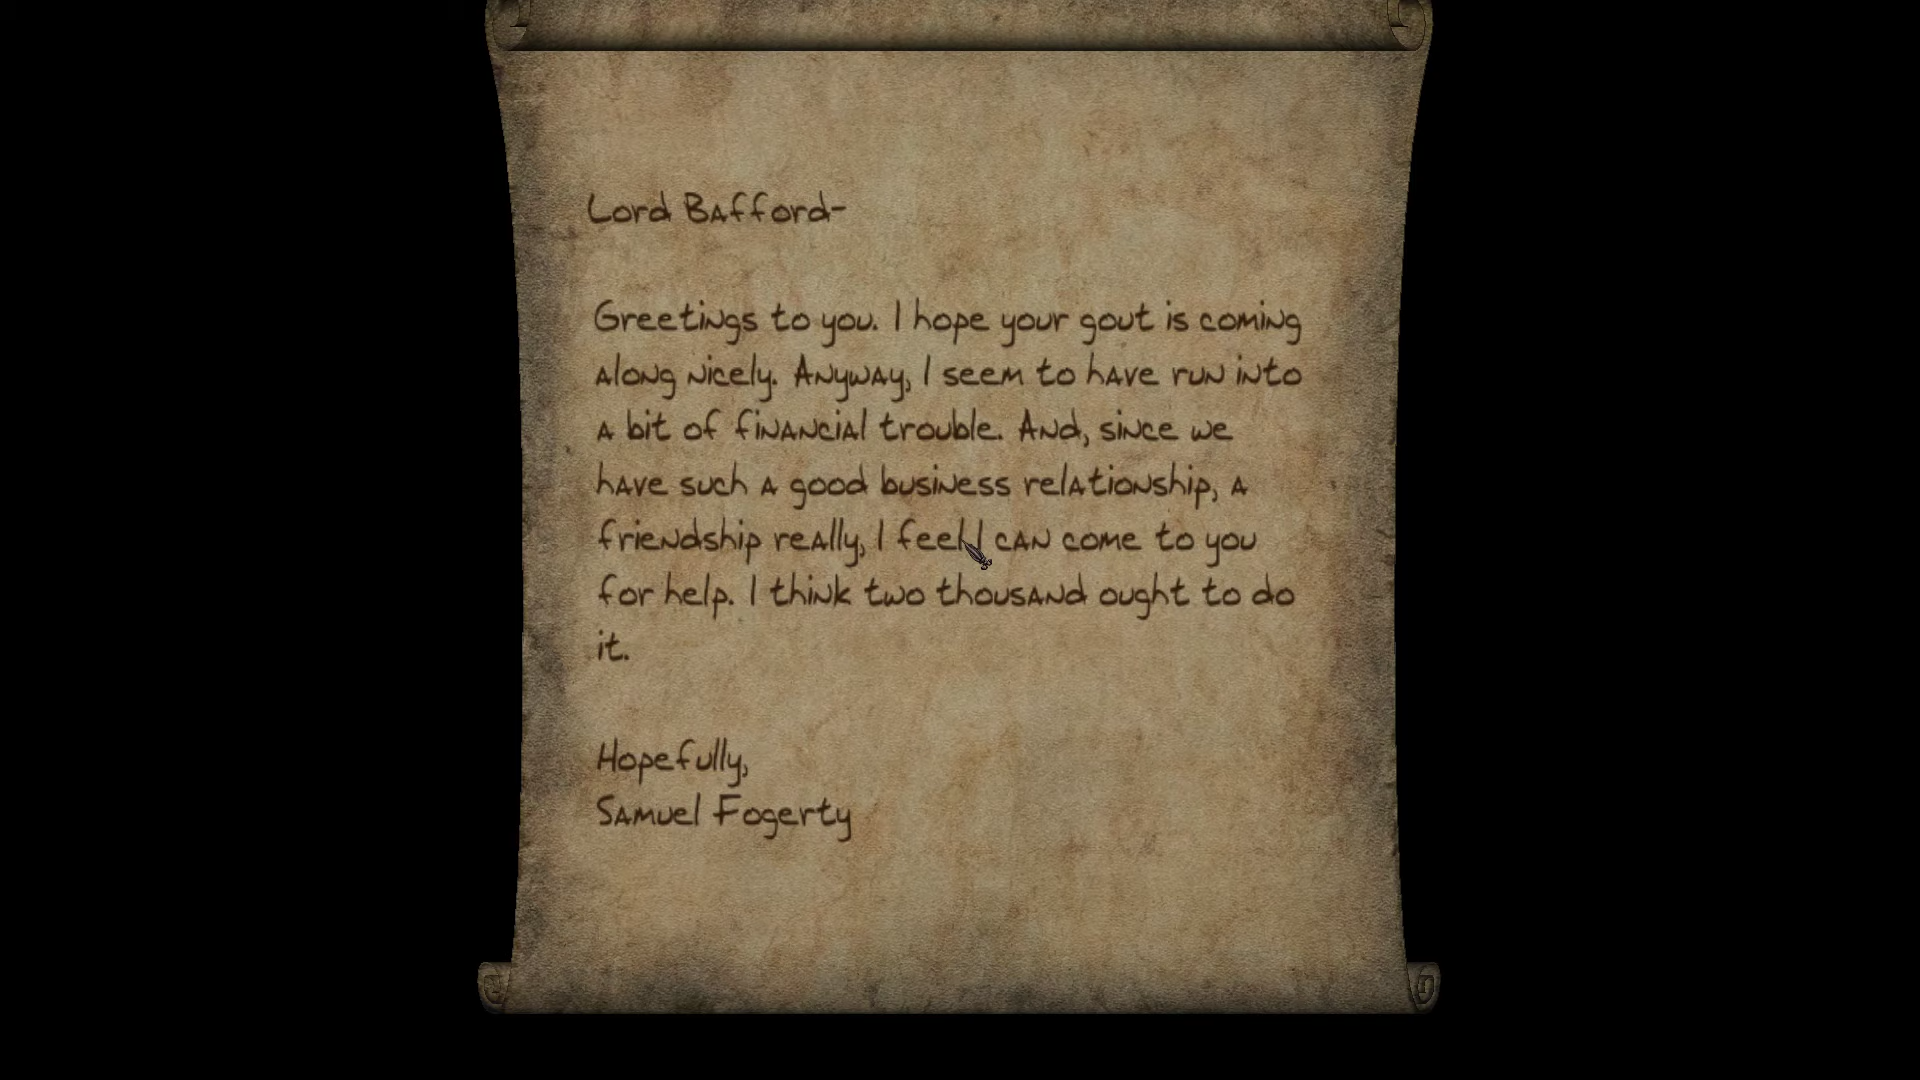 Lord Bafford-
Greetings to you. I hope your gout is coming
along nicely. Anyway, I seem to have run into
a bit of financial trouble. And, since we
have such a good business relationship, a
friendship really, I feel I can come to you
for help. I think two thousand ought to do
it.
Hopefully,
Samuel Fogerty